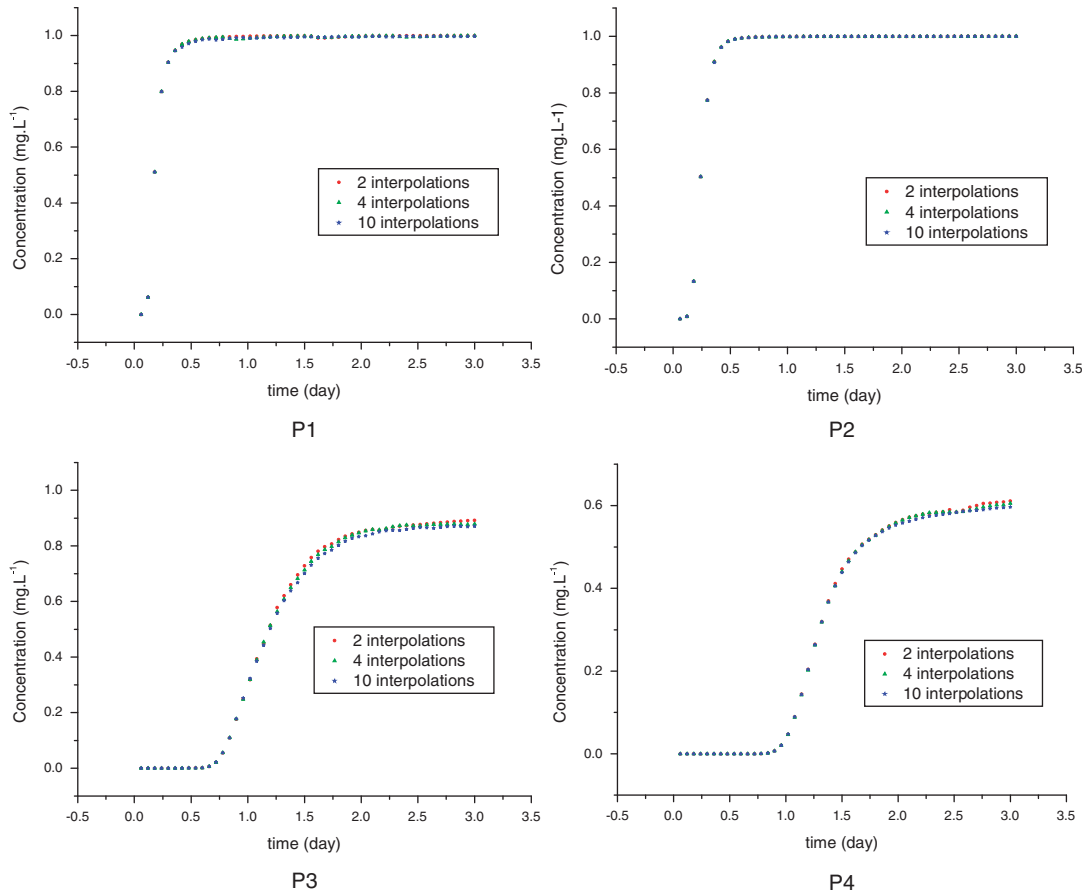 1.0
0.8
0.6
0.4
0.2
0.0
Concentration (mg.L-1)
2 interpolations
4 interpolations
10 interpolations
-0.5 0.0 0.5 1.0 1.5 2.0 2.5 3.0 3.5
time (day)
P1
1.0
0.8
0.6
0.4
0.2
0.0
Concentration (mg.L-1)
2 interpolations
4 interpolations
10 interpolations
-0.5 0.0 0.5 1.0 1.5 2.0 2.5 3.0 3.5
time (day)
P2
1.0
0.8
0.6
0.4
0.2
0.0
Concentration (mg.L-1)
2 interpolations
4 interpolations
10 interpolations
-0.5 0.0 0.5 1.0 1.5 2.0 2.5 3.0 3.5
time (day)
P3
0.6
0.4
0.2
0.0
Concentration (mg.L-1)
2 interpolations
4 interpolations
10 interpolations
-0.5 0.0 0.5 1.0 1.5 2.0 2.5 3.0 3.5
time (day)
P4